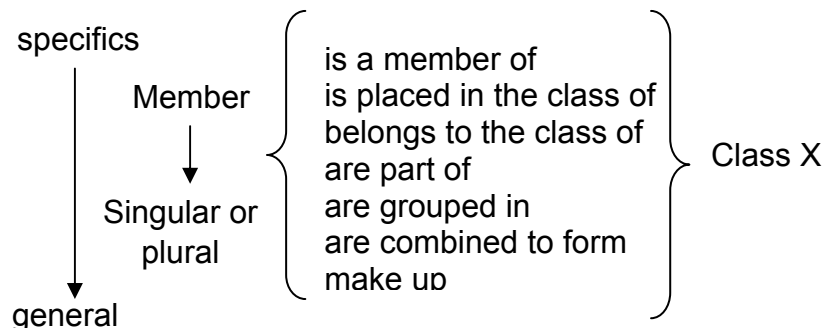 specifics
Member
Singular or
plural
general
is a member of
is placed in the class of
belongs to the class of
are part of
are grouped in
are combined to form
make up
Class X